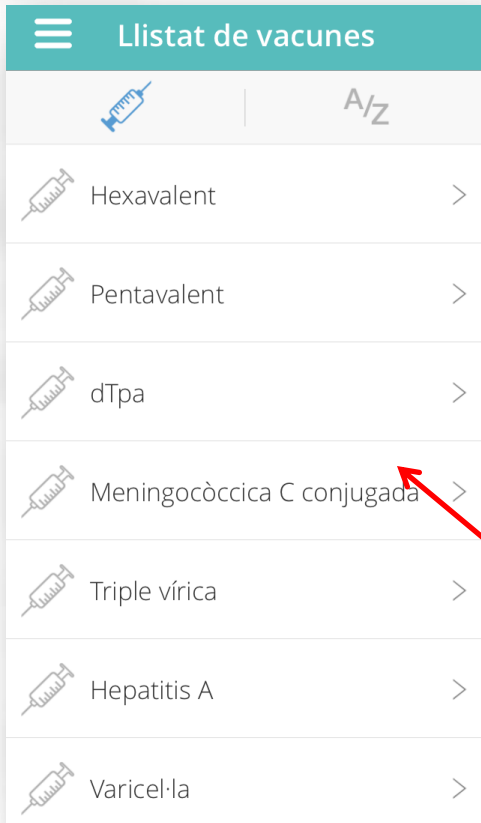 Llistat de vacunes
A/Z
Hexavalent
Pentavalent
dTpa
Meningocòccica C conjugada
Triple vírica
Hepatitis A
Varicel·la